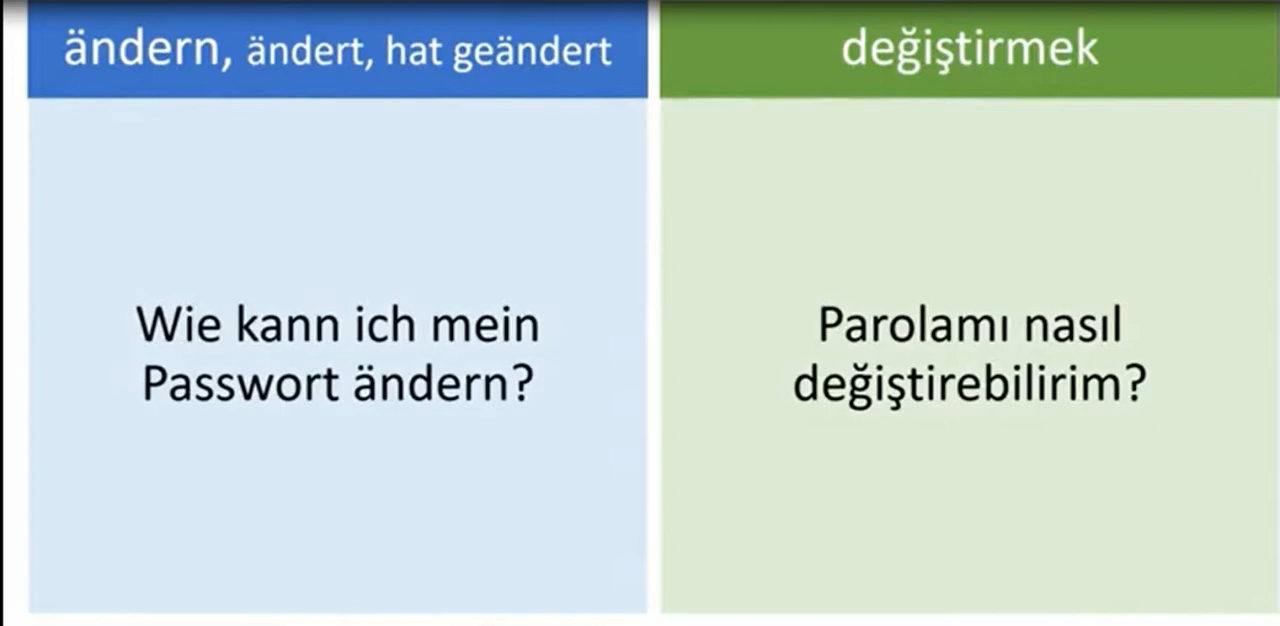 ändern, ändert, hat geändert
değiştirmek
Wie kann ich mein
Passwort ändern?
Parolamı nasıl
değiştirebilirim?